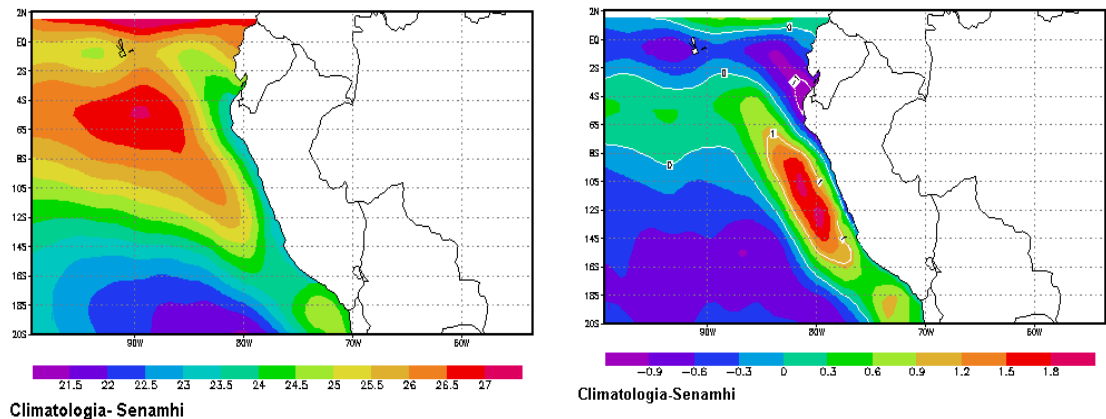 2N
EQ
2S
4S
6S
8S
10S
12S
14S
16S
18S
20S
90W 80W 70W 60W
21.5 22 22.5 23 23.5 24 24.5 25 25.5 26 26.5 27
Climatologia- Senamhi
2N
EQ
2S
4S
6S
8S
10S
12S
14S
16S
18S
20S
0
0
0
1
90W 80W 70W 60W
−0.9 −0.6 −0.3 0 0.3 0.6 0.9 1.2 1.5 1.8
Climatologia-Senamhi